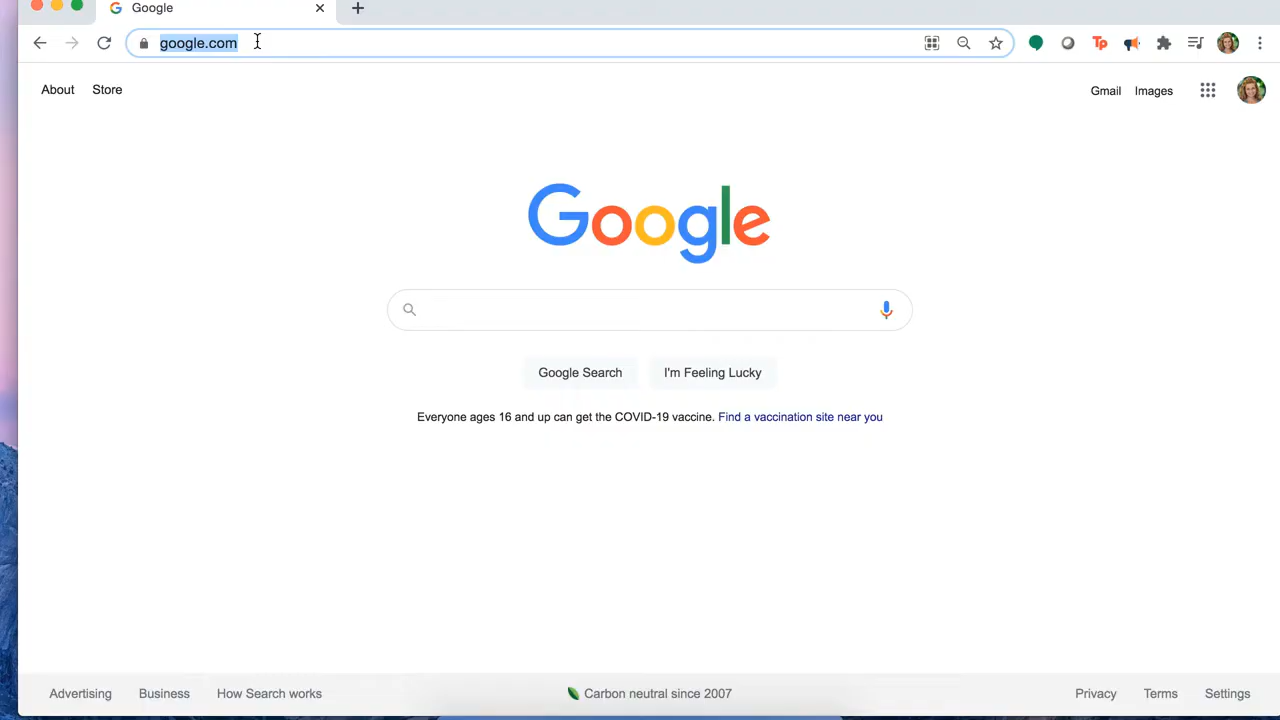 Google
google.com
Tp
About Store
Gmail Images
Google
Google Search I'm Feeling Lucky
Everyone ages 16 and up can get the COVID-19 vaccine. Find a vaccination site near you
Advertising Business How Search works
Carbon neutral since 2007
Privacy Terms Settings